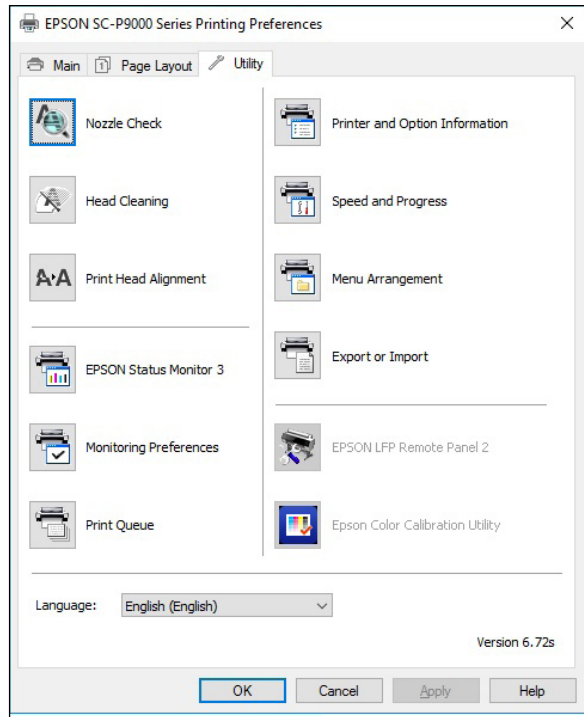 EPSON SC-P9000 Series Printing Preferences
Main
Page Layout
Utility
Nozzle Check
Head Cleaning
Print Head Alignment
EPSON Status Monitor 3
Monitoring Preferences
Print Queue
Printer and Option Information
Speed and Progress
Menu Arrangement
Export or Import
EPSON LFP Remote Panel 2
Epson Color Calibration Utility
Language: English (English)
Version 6.72s
OK Cancel Apply Help